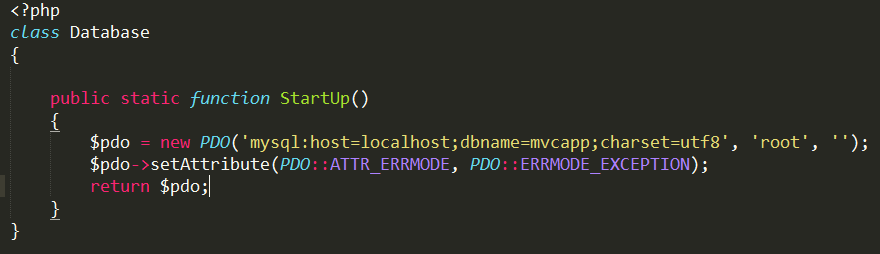 <?php
class Database
{
public static function StartUp()
{
$pdo = new PDO('mysql:host=localhost;dbname=mvcapp;charset=utf8', 'root', '');
$pdo->setAttribute(PDO::ATTR_ERRMODE, PDO::ERRMODE_EXCEPTION);
return $pdo;
}
}